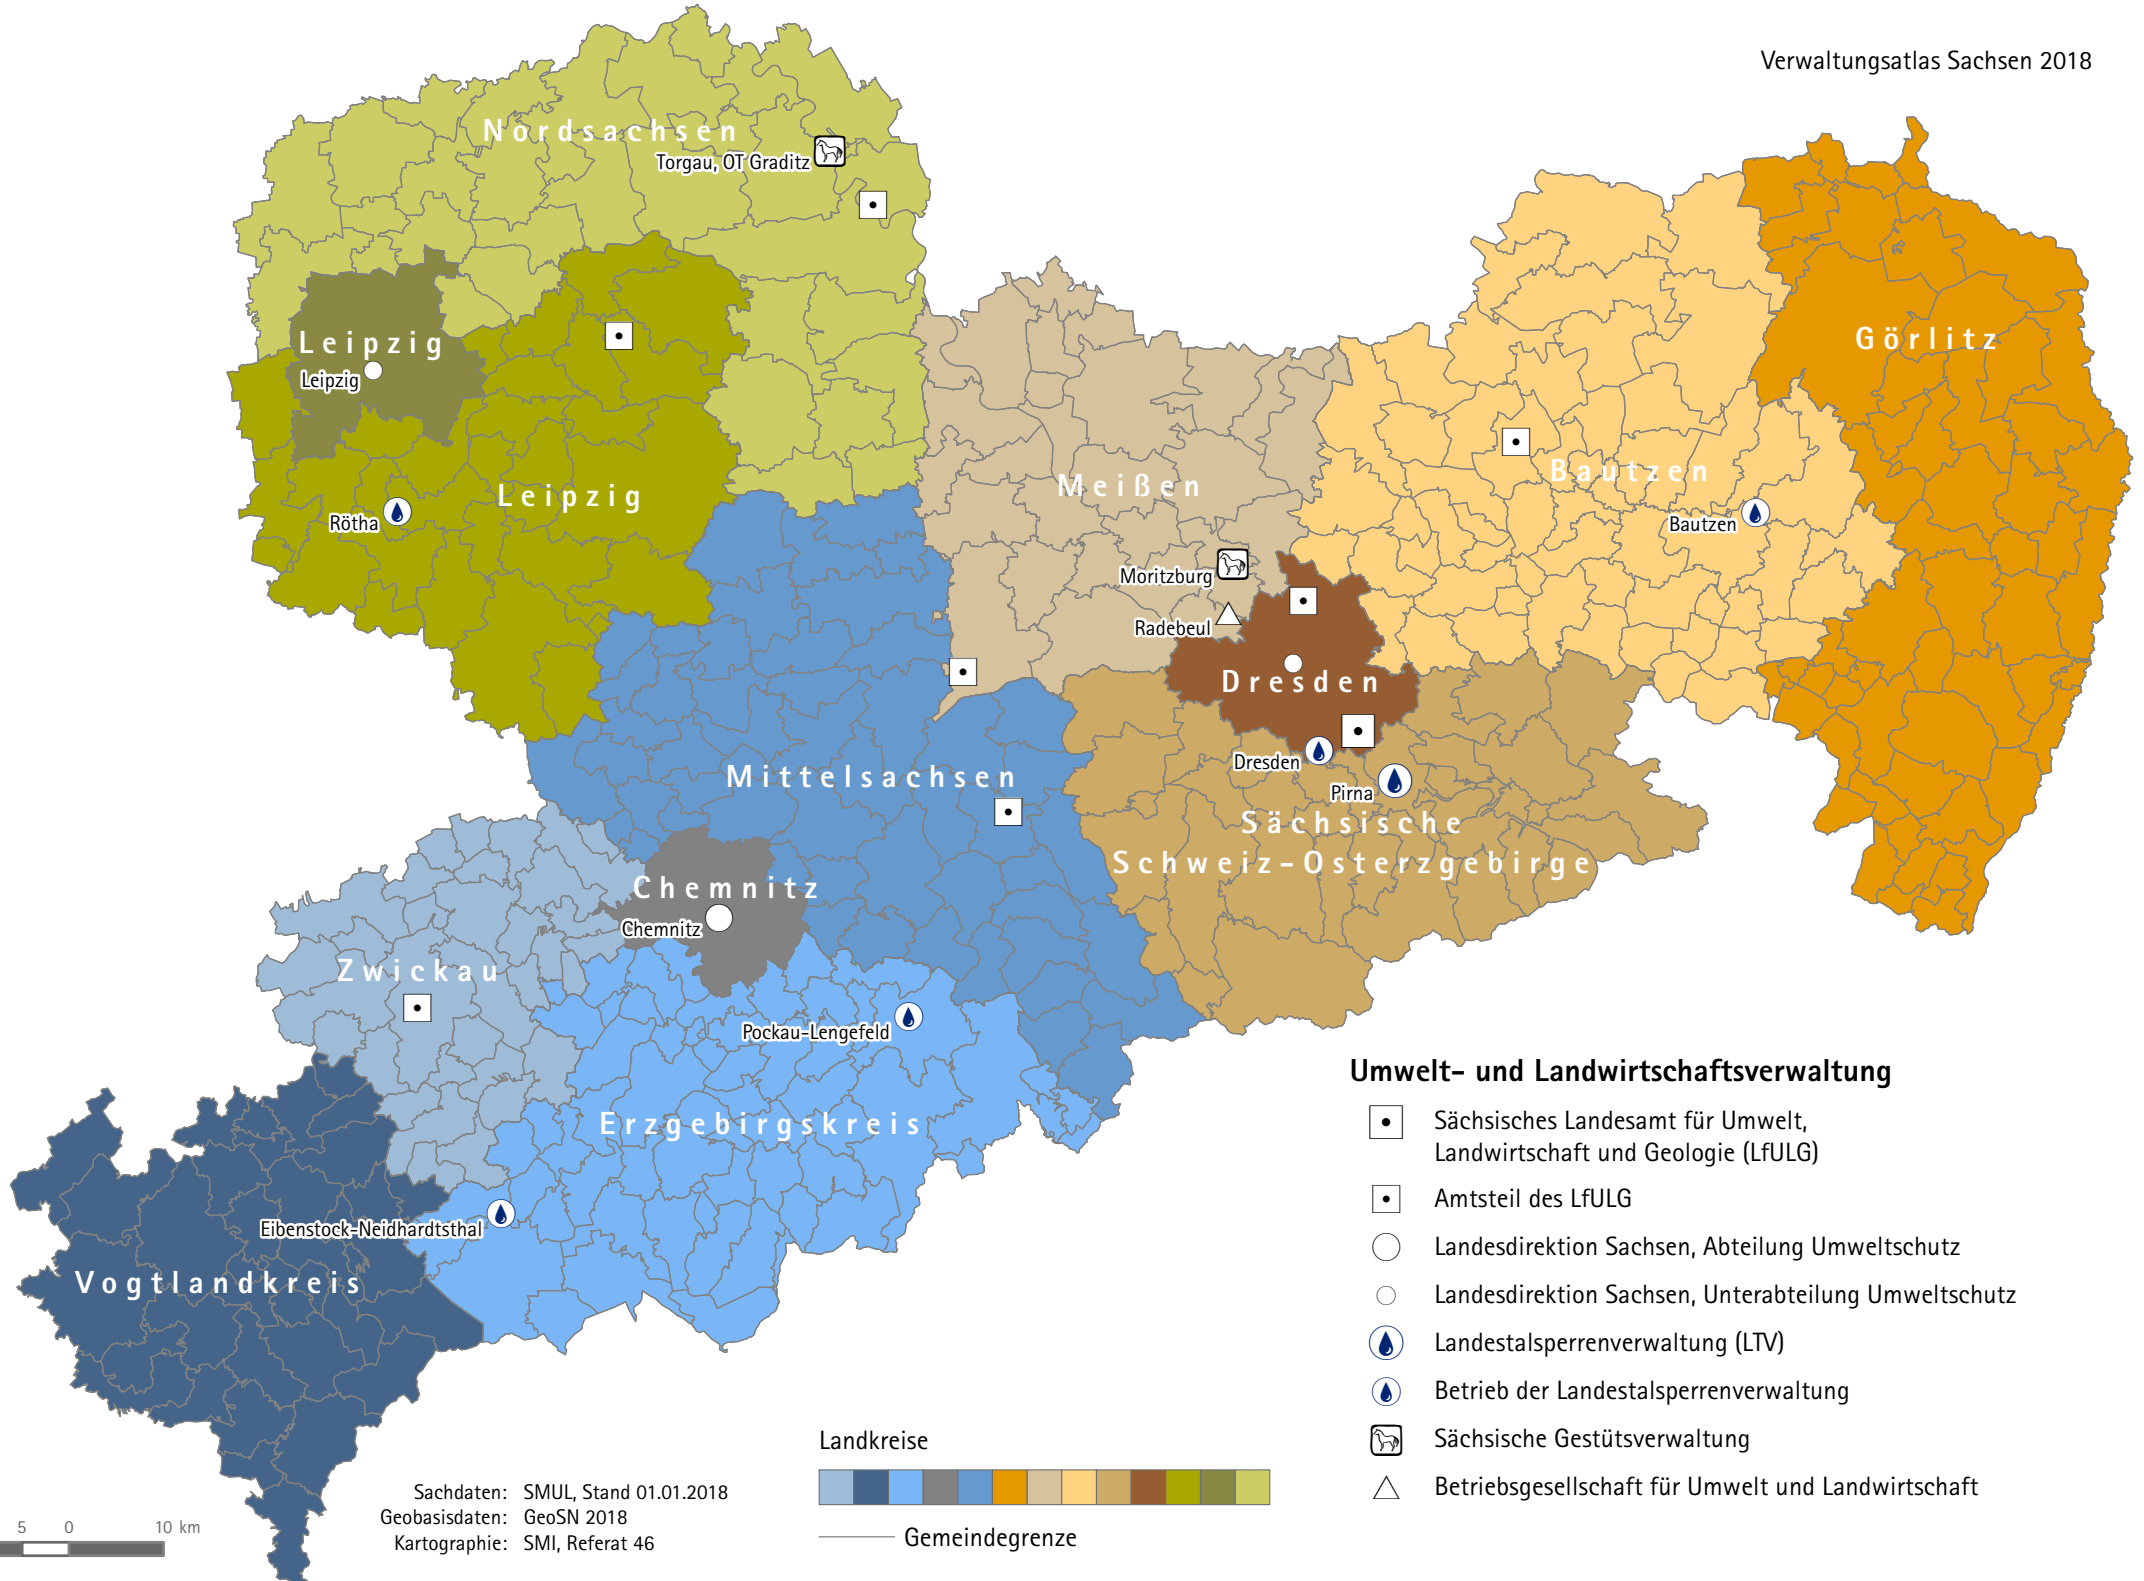 Verwaltungsatlas Sachsen 2018
Nordsachsen
Torgau, OT Graditz
Leipzig
Leipzig
Görlitz
Leipzig
Rötha
Meißen
Bautzen
Bautzen
Moritzburg
Radebeul
Dresden
Dresden
Pirna
Mittelsachsen
Sächsische
Schweiz-Osterzgebirge
Chemnitz
Chemnitz
Zwickau
Pockau-Lengefeld
Erzgebirgskreis
Eibenstock-Neidhardtsthal
Vogtlandkreis
Umwelt- und Landwirtschaftsverwaltung
Sächsisches Landesamt für Umwelt,
Landwirtschaft und Geologie (LfULG)
Amtsteil des LfULG
Landesdirektion Sachsen, Abteilung Umweltschutz
Landesdirektion Sachsen, Unterabteilung Umweltschutz
Landestalsperrenverwaltung (LTV)
Betrieb der Landestalsperrenverwaltung
Sächsische Gestütsverwaltung
Betriebsgesellschaft für Umwelt und Landwirtschaft
Landkreise
Gemeindegrenze
Sachdaten: SMUL, Stand 01.01.2018
Geobasisdaten: GeoSN 2018
Kartographie: SMI, Referat 46
5 0 10 km